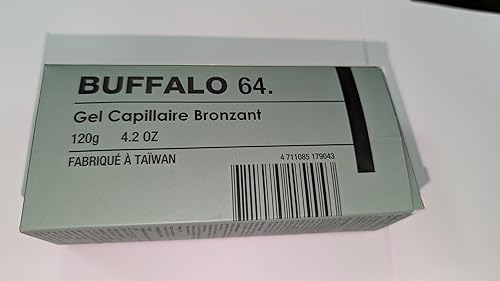 BUFFALO 64.
Gel Capillaire Bronzant
120g 4.2 OZ
FABRIQUÉ À TAÏWAN
4 711085 179043